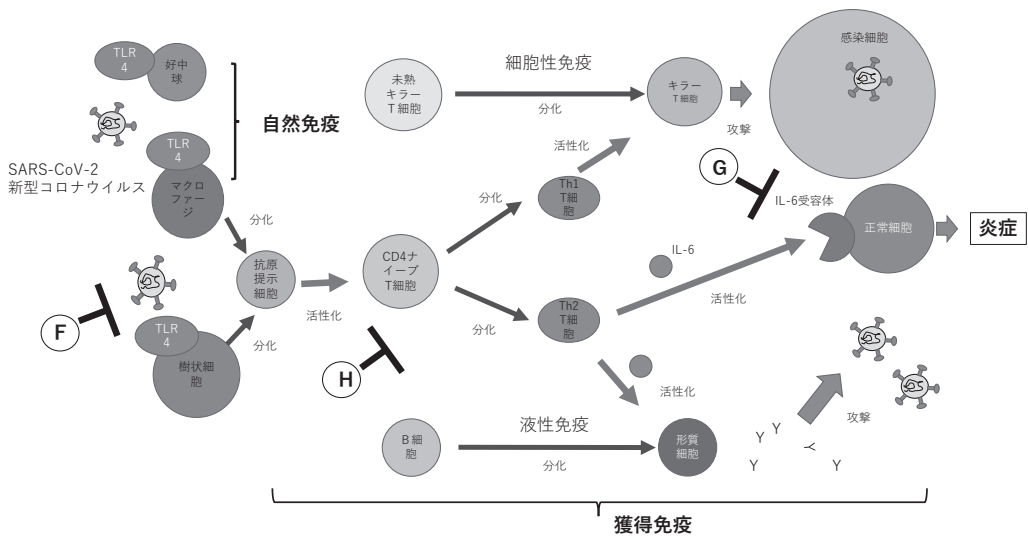 TLR
4
好中
球
TLR
4
マクロ
ファー
ジ
SARS-CoV-2
新型コロナウイルス
自然免疫
分化
抗原
提示
細胞
F
TLR
4
樹状細
胞
分化
活性化
未熟
キラー
T 細胞
細胞性免疫
分化
キラー
T 細胞
攻撃
感染細胞
CD4ナ
イーブ
T細胞
分化
Th1
T細
胞
活性化
G
IL-6受容体
正常細胞
炎症
IL-6
活性化
分化
Th2
T細
胞
H
活性化
B 細
胞
液性免疫
分化
形質
細胞
Y
Y
Y
Y
Y
攻撃
獲得免疫